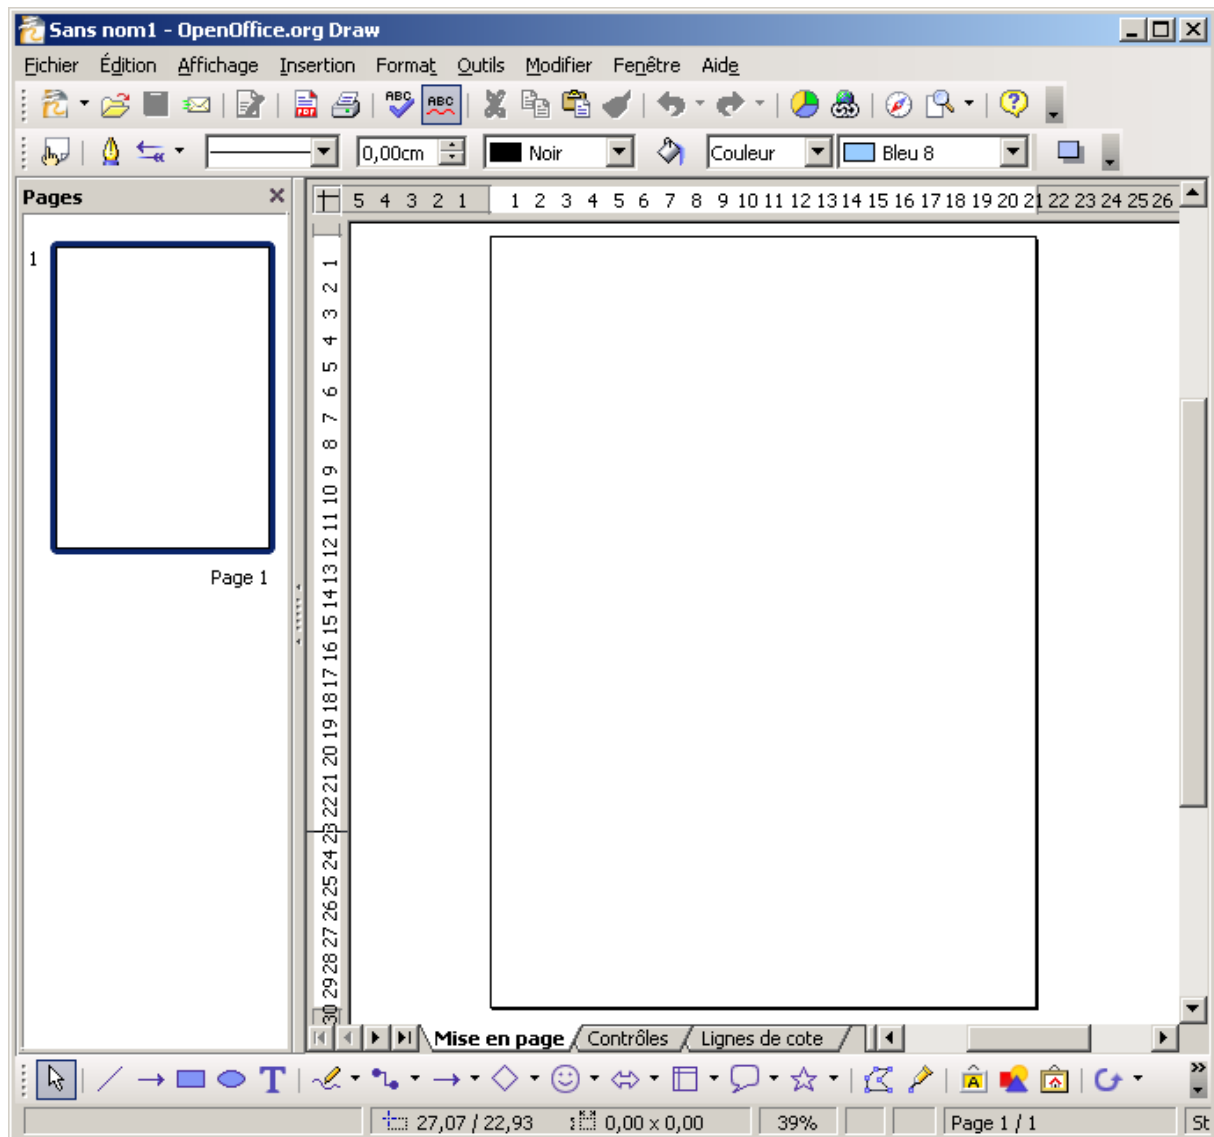 Sans nom1 - OpenOffice.org Draw
Fichier Édition Affichage Insertion Format Outils Modifier Fenêtre Aide
ABC ABC PDF
0,00cm Noir Couleur Bleu 8
Pages
5 4 3 2 1 1 2 3 4 5 6 7 8 9 10 11 12 13 14 15 16 17 18 19 20 21 22 23 24 25 26
1
Page 1
1 2 3 4 5 6 7 8 9 10 11 12 13 14 15 16 17 18 19 20 21 22 23 24 25 26 27 28 29 30
Mise en page Contrôles Lignes de cote
T A
27,07 / 22,93 0,00 x 0,00 39% Page 1 / 1 St